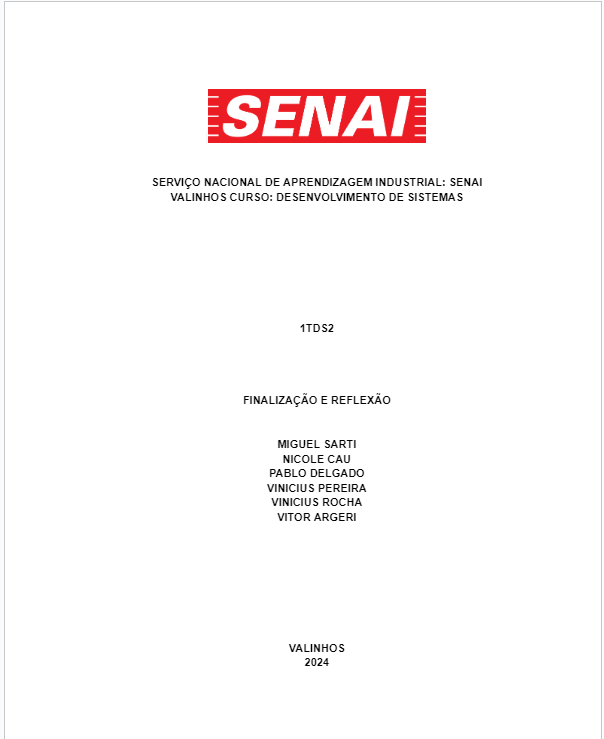 SENAI
SERVIÇO NACIONAL DE APRENDIZAGEM INDUSTRIAL: SENAI
VALINHOS CURSO: DESENVOLVIMENTO DE SISTEMAS
1TDS2
FINALIZAÇÃO E REFLEXÃO
MIGUEL SARTI
NICOLE CAU
PABLO DELGADO
VINICIUS PEREIRA
VINICIUS ROCHA
VITOR ARGERI
VALINHOS
2024